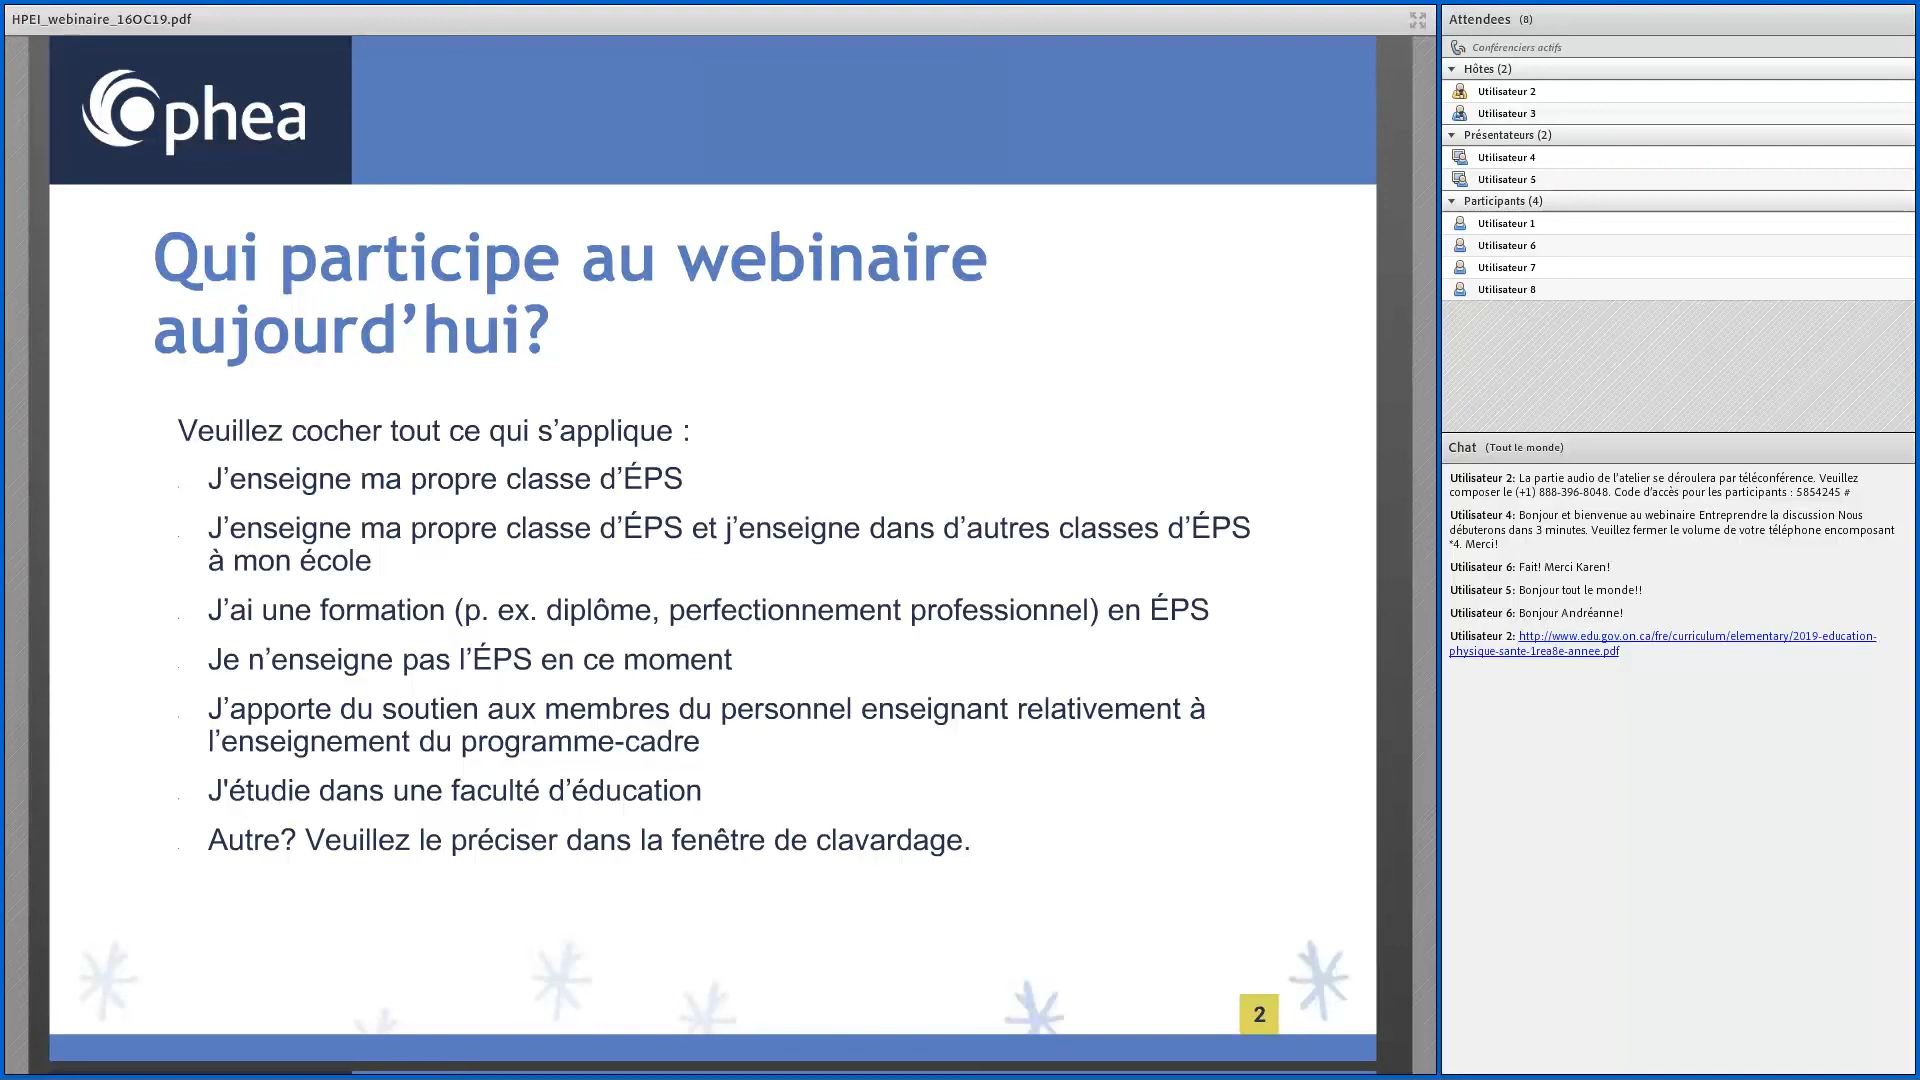 HPEI_webinaire_16OC19.pdf
Ophea
Qui participe au webinaire
aujourd’hui?
Veuillez cocher tout ce qui s’applique :
J’enseigne ma propre classe d’ÉPS
J’enseigne ma propre classe d’ÉPS et j’enseigne dans d’autres classes d’ÉPS
à mon école
J’ai une formation (p. ex. diplôme, perfectionnement professionnel) en ÉPS
Je n’enseigne pas l’ÉPS en ce moment
J’apporte du soutien aux membres du personnel enseignant relativement à
l’enseignement du programme-cadre
J'étudie dans une faculté d’éducation
Autre? Veuillez le préciser dans la fenêtre de clavardage.
2
Attendees (8)
Conférenciers actifs
Hôtes (2)
Utilisateur 2
Utilisateur 3
Présentateurs (2)
Utilisateur 4
Utilisateur 5
Participants (4)
Utilisateur 1
Utilisateur 6
Utilisateur 7
Utilisateur 8
Chat (Tout le monde)
Utilisateur 2: La partie audio de l’atelier se déroulera par téléconférence. Veuillez
composer le (+1) 888-396-8048. Code d’accès pour les participants : 5854245 #
Utilisateur 4: Bonjour et bienvenue au webinaire Entreprendre la discussion Nous
débuterons dans 3 minutes. Veuillez fermer le volume de votre téléphone encomposant
*4. Merci!
Utilisateur 6: Fait! Merci Karen!
Utilisateur 5: Bonjour tout le monde!!
Utilisateur 6: Bonjour Andréanne!
Utilisateur 2: http://www.edu.gov.on.ca/fre/curriculum/elementary/2019-education-
physique-sante-1rea8e-annee.pdf